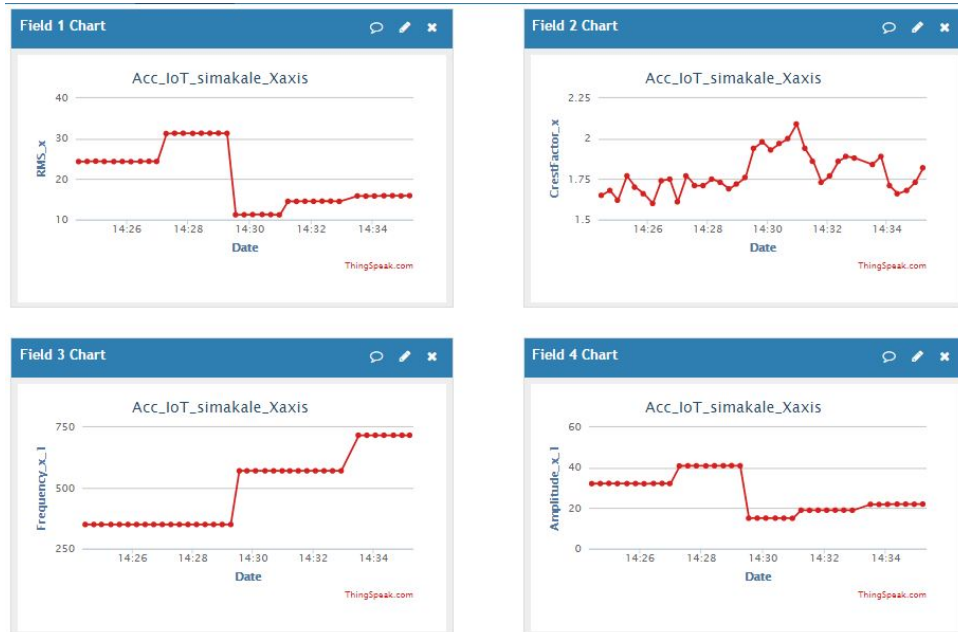 Field 1 Chart
Acc_IoT_simakale_Xaxis
RMS_x
40
30
20
10
14:26 14:28 14:30 14:32 14:34
Date
ThingSpeak.com
Field 2 Chart
Acc_IoT_simakale_Xaxis
CrestFactor_x
2.25
2
1.75
1.5
14:26 14:28 14:30 14:32 14:34
Date
ThingSpeak.com
Field 3 Chart
Acc_IoT_simakale_Xaxis
Frequency_x_1
750
500
250
14:26 14:28 14:30 14:32 14:34
Date
ThingSpeak.com
Field 4 Chart
Acc_IoT_simakale_Xaxis
Amplitude_x_1
60
40
20
0
14:26 14:28 14:30 14:32 14:34
Date
ThingSpeak.com